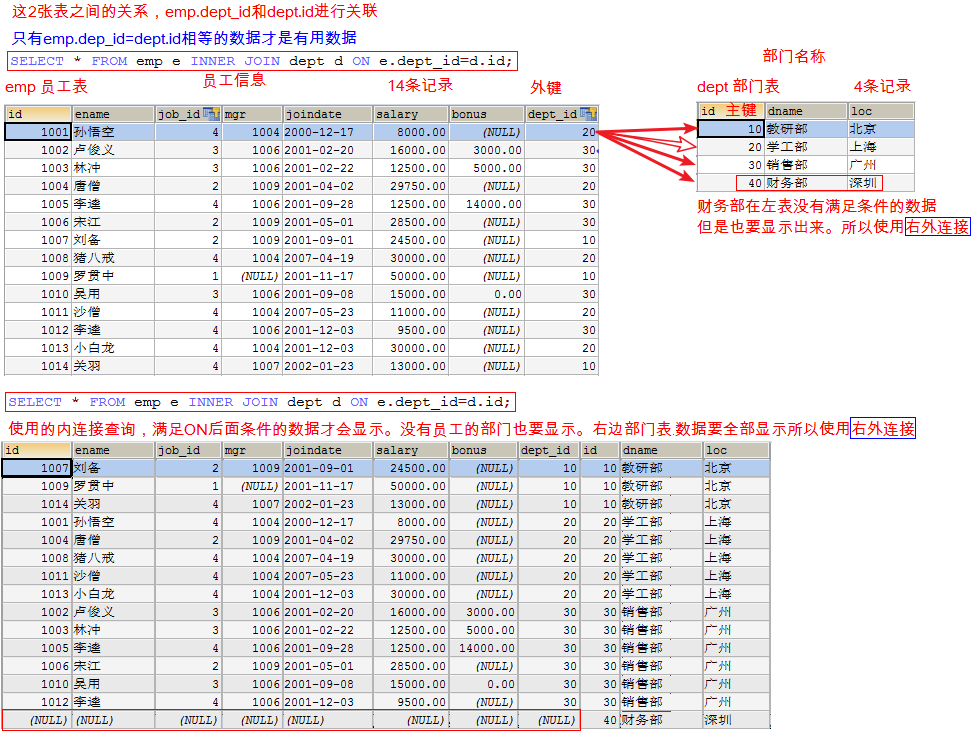 这2张表之间的关系，emp.dept_id和dept.id进行关联
只有emp.dep_id=dept.id相等的数据才是有用数据
SELECT * FROM emp e INNER JOIN dept d ON e.dept_id=d.id;
emp 员工表 员工信息 14条记录 外键
id ename job_id mgr joindate salary bonus dept_id
1001 孙悟空 4 1004 2000-12-17 8000.00 (NULL) 20
1002 卢俊义 3 1006 2001-02-20 16000.00 3000.00 30
1003 林冲 3 1006 2001-02-22 12500.00 5000.00 30
1004 唐僧 2 1009 2001-04-02 29750.00 (NULL) 20
1005 李逵 4 1006 2001-09-28 12500.00 14000.00 30
1006 宋江 2 1009 2001-05-01 28500.00 (NULL) 30
1007 刘备 2 1009 2001-09-01 24500.00 (NULL) 10
1008 猪八戒 4 1004 2007-04-19 30000.00 (NULL) 20
1009 罗贯中 1 (NULL) 2001-11-17 50000.00 (NULL) 10
1010 吴用 3 1006 2001-09-08 15000.00 0.00 30
1011 沙僧 4 1004 2007-05-23 11000.00 (NULL) 20
1012 李逵 4 1006 2001-12-03 9500.00 (NULL) 30
1013 小白龙 4 1004 2001-12-03 30000.00 (NULL) 20
1014 关羽 4 1007 2002-01-23 13000.00 (NULL) 10
部门名称
dept 部门表 4条记录
id 主键 dname loc
10 教研部 北京
20 学工部 上海
30 销售部 广州
40 财务部 深圳
财务部在左表没有满足条件的数据
但是也要显示出来。所以使用右外连接
SELECT * FROM emp e INNER JOIN dept d ON e.dept_id=d.id;
使用的内连接查询，满足ON后面条件的数据才会显示。没有员工的部门也要显示。右边部门表.数据要全部显示所以使用右外连接
id ename job_id mgr joindate salary bonus dept_id id dname loc
1007 刘备 2 1009 2001-09-01 24500.00 (NULL) 10 10 教研部 北京
1009 罗贯中 1 (NULL) 2001-11-17 50000.00 (NULL) 10 10 教研部 北京
1014 关羽 4 1007 2002-01-23 13000.00 (NULL) 10 10 教研部 北京
1001 孙悟空 4 1004 2000-12-17 8000.00 (NULL) 20 20 学工部 上海
1004 唐僧 2 1009 2001-04-02 29750.00 (NULL) 20 20 学工部 上海
1008 猪八戒 4 1004 2007-04-19 30000.00 (NULL) 20 20 学工部 上海
1011 沙僧 4 1004 2007-05-23 11000.00 (NULL) 20 20 学工部 上海
1013 小白龙 4 1004 2001-12-03 30000.00 (NULL) 20 20 学工部 上海
1002 卢俊义 3 1006 2001-02-20 16000.00 3000.00 30 30 销售部 广州
1003 林冲 3 1006 2001-02-22 12500.00 5000.00 30 30 销售部 广州
1005 李逵 4 1006 2001-09-28 12500.00 14000.00 30 30 销售部 广州
1006 宋江 2 1009 2001-05-01 28500.00 (NULL) 30 30 销售部 广州
1010 吴用 3 1006 2001-09-08 15000.00 0.00 30 30 销售部 广州
1012 李逵 4 1006 2001-12-03 9500.00 (NULL) 30 30 销售部 广州
(NULL) (NULL) (NULL) (NULL) (NULL) (NULL) (NULL) (NULL) 40 财务部 深圳